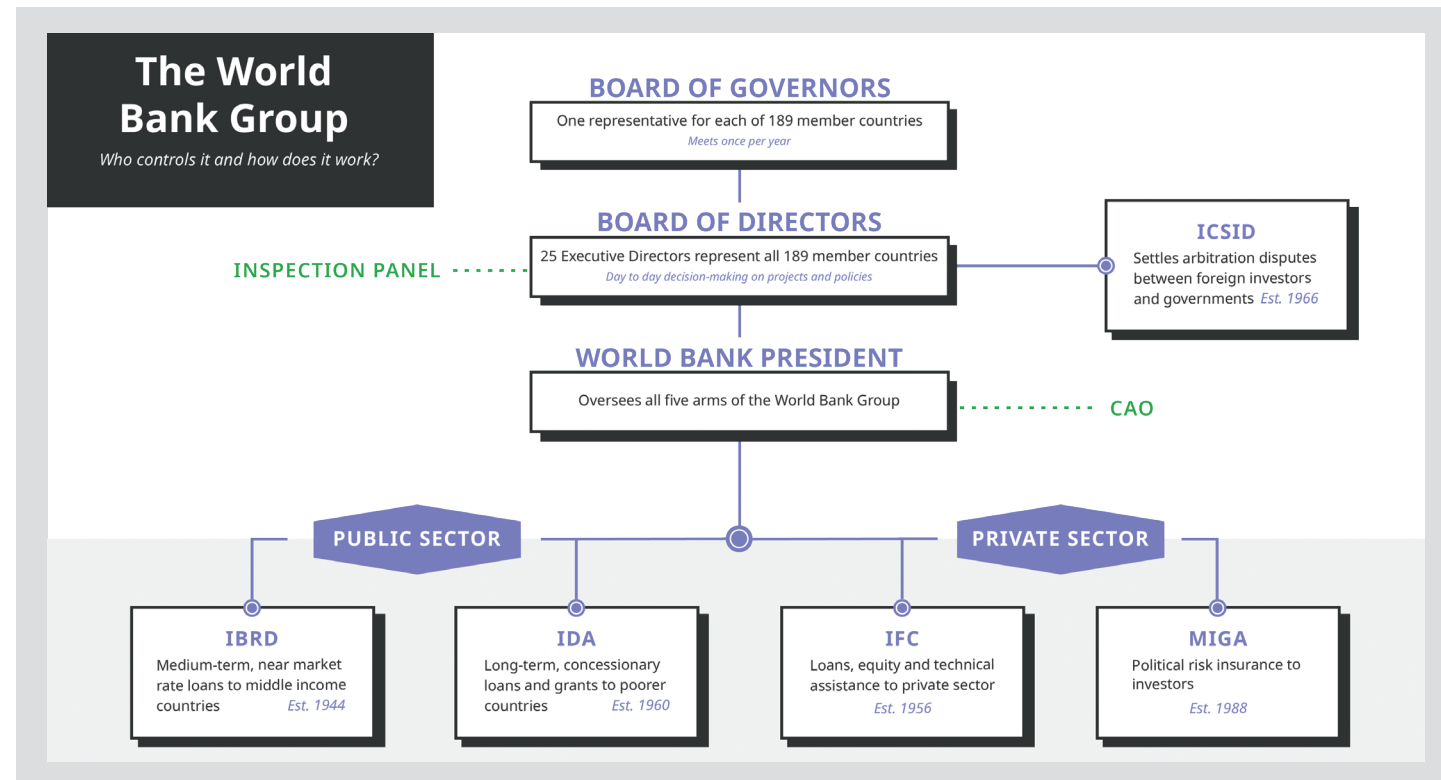 The World
Bank Group
Who controls it and how does it work?
BOARD OF GOVERNORS
One representative for each of 189 member countries
Meets once per year
BOARD OF DIRECTORS
25 Executive Directors represent all 189 member countries
Day to day decision-making on projects and policies
INSPECTION PANEL
ICSID
Settles arbitration disputes
between foreign investors
and governments Est. 1966
WORLD BANK PRESIDENT
Oversees all five arms of the World Bank Group
CAO
PUBLIC SECTOR
PRIVATE SECTOR
IBRD
Medium-term, near market
rate loans to middle income
countries Est. 1944
IDA
Long-term, concessionary
loans and grants to poorer
countries Est. 1960
IFC
Loans, equity and technical
assistance to private sector
Est. 1956
MIGA
Political risk insurance to
investors
Est. 1988